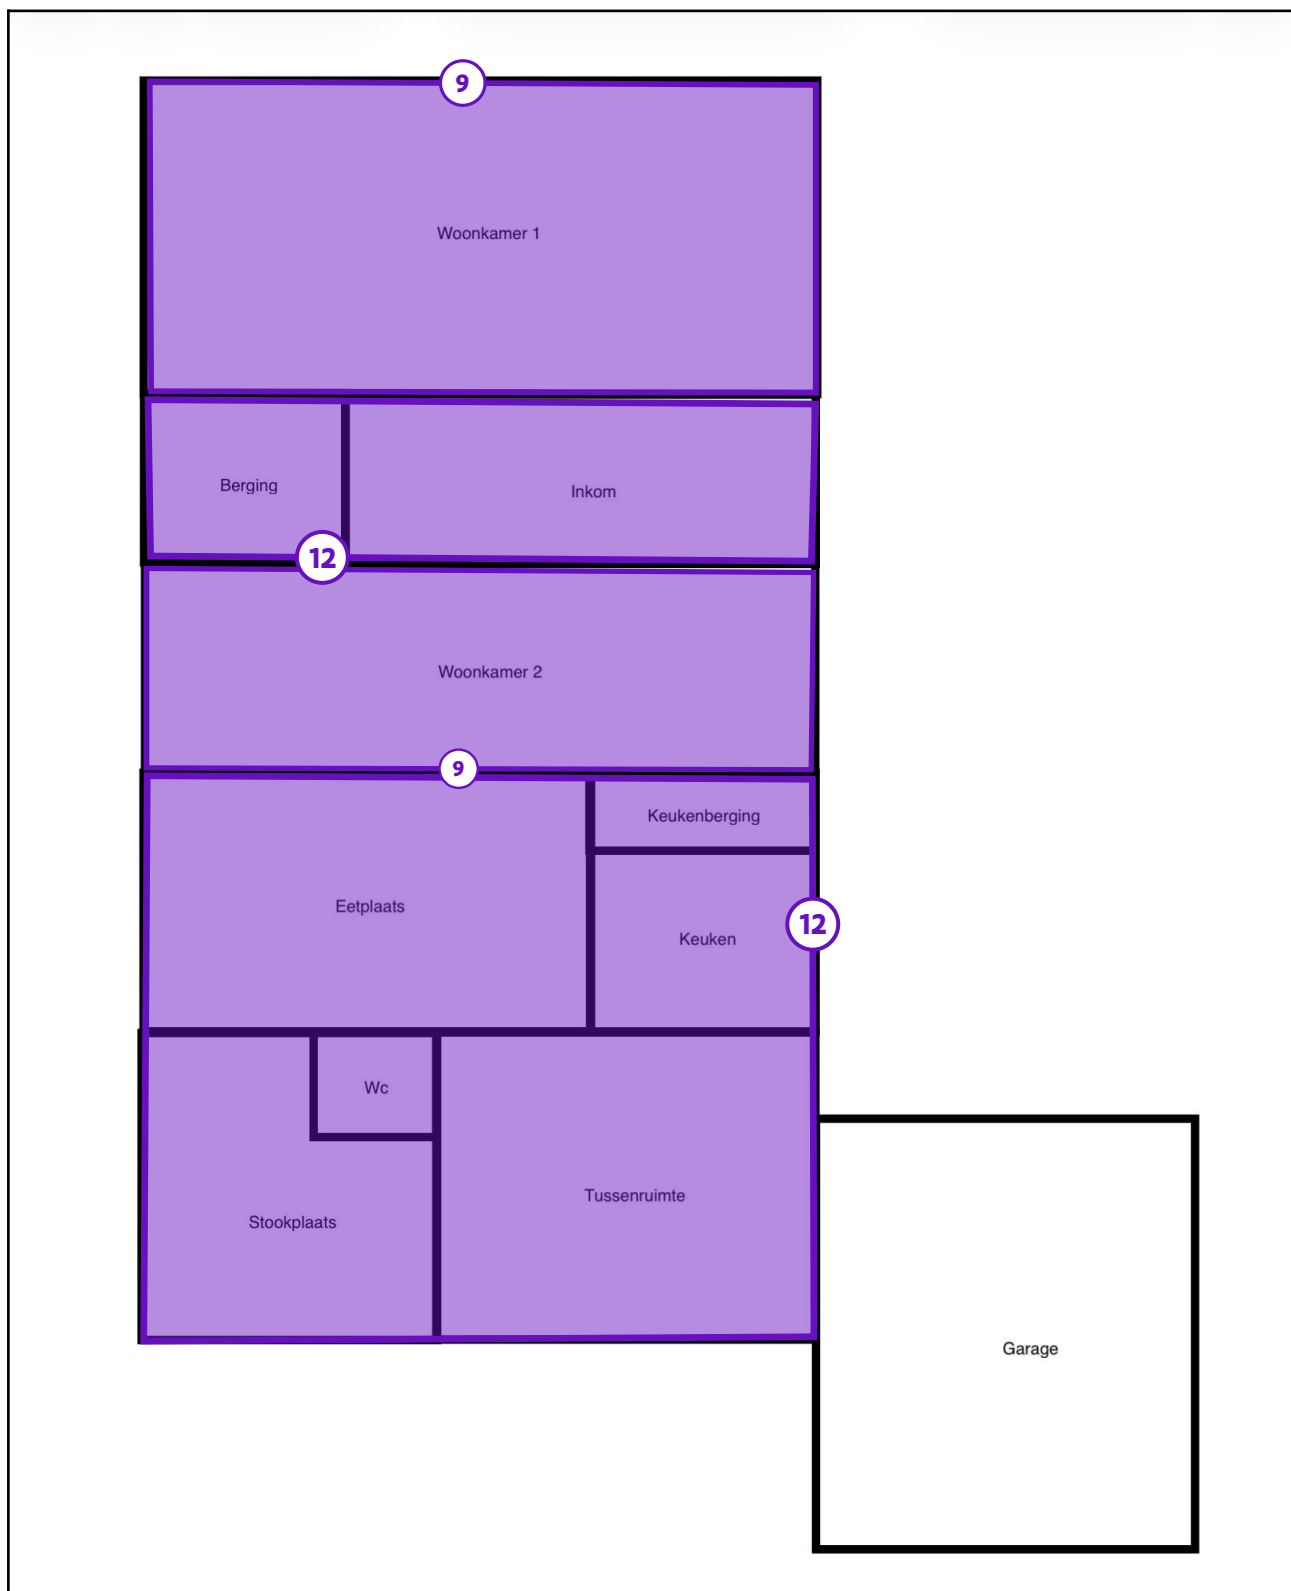 9
Woonkamer 1
Berging
Inkom
12
Woonkamer 2
9
Keukenberging
Eetplaats
12
Keuken
Wc
Tussenruimte
Stookplaats
Garage